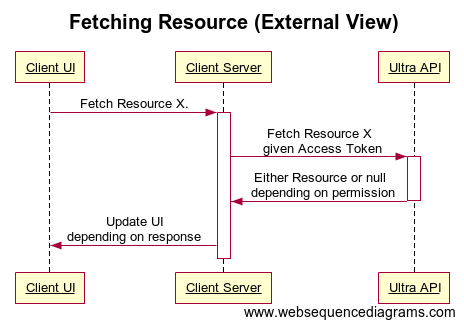 Fetching Resource (External View)
Client UI
Client Server
Ultra API
Fetch Resource X.
Fetch Resource X
given Access Token
Either Resource or null
depending on permission
Update UI
depending on response
Client UI
Client Server
Ultra API
www.websequencediagrams.com